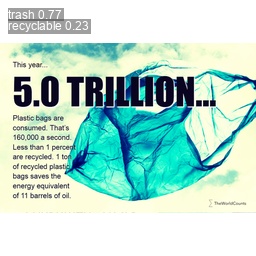 trash 0.77
recyclable 0.23
This year...
5.0 TRILLION...
Plastic bags are
consumed. That's
160,000 a second.
Less than 1 percent
are recycled. 1 ton
of recycled plastic
bags saves the
energy equivalent
of 11 barrels of oil.
TheWorldCounts